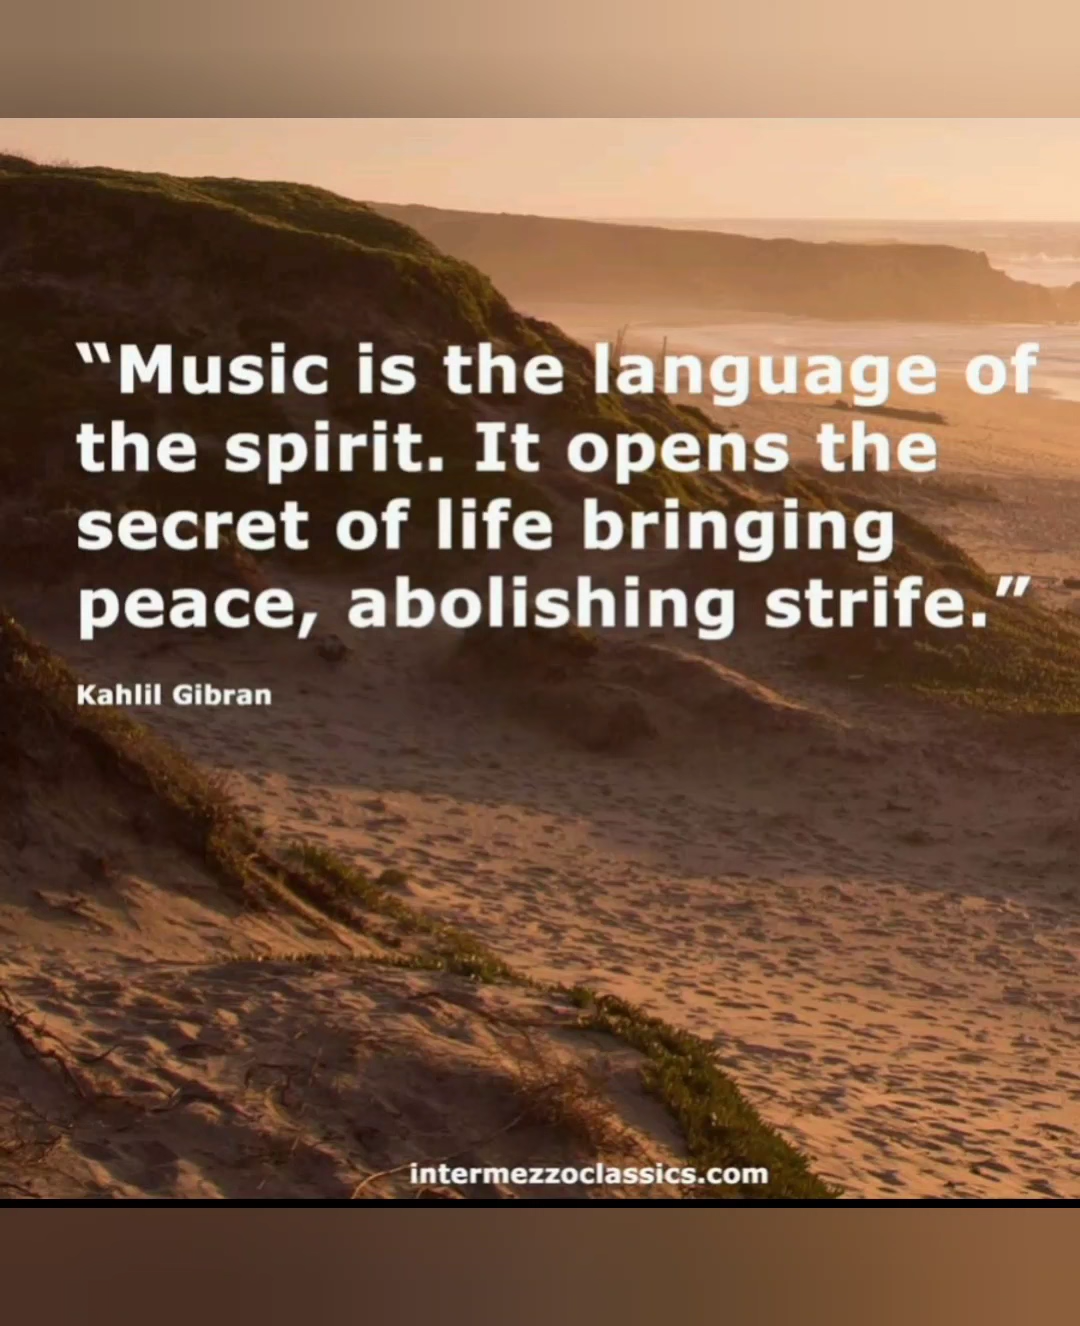 “Music is the language of
the spirit. It opens the
secret of life bringing
peace, abolishing strife.”
Kahlil Gibran
intermezzoclassics.com